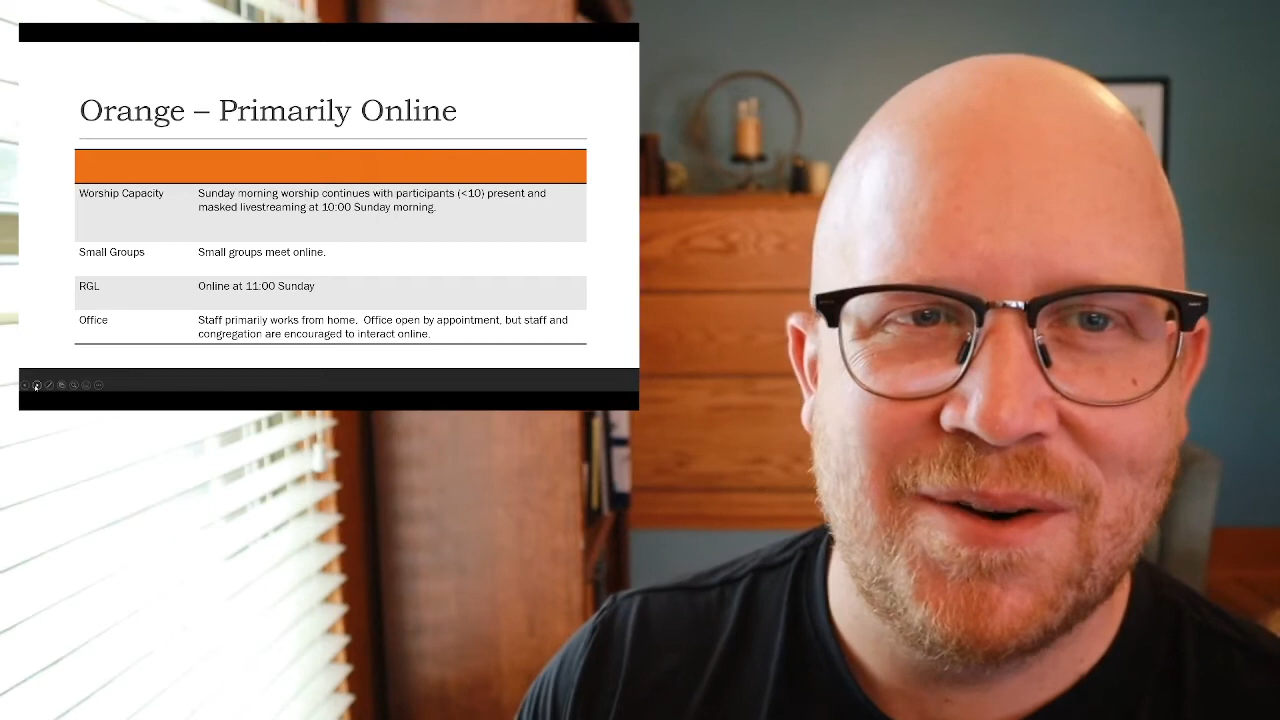 Orange – Primarily Online
Worship Capacity
Sunday morning worship continues with participants (<10) present and
masked livestreaming at 10:00 Sunday morning.
Small Groups
Small groups meet online.
RGL
Online at 11:00 Sunday
Office
Staff primarily works from home. Office open by appointment, but staff and
congregation are encouraged to interact online.